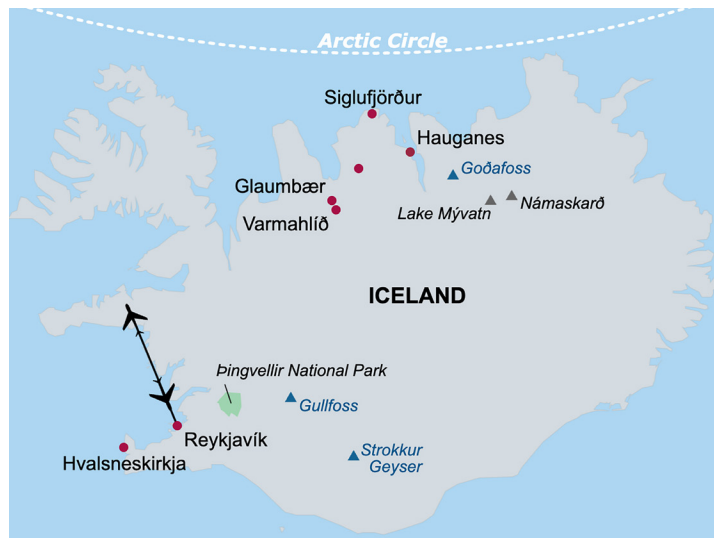 Arctic Circle
Siglufjörður
Hauganes
Goðafoss
Glaumbær
Námaskarð
Lake Mývatn
Varmahlíð
ICELAND
Þingvellir National Park
Gullfoss
Reykjavík
Strokkur
Geyser
Hvalsneskirkja